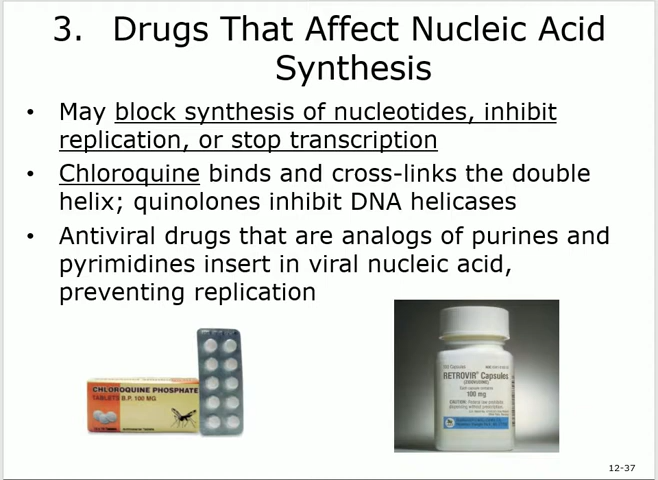 3. Drugs That Affect Nucleic Acid
Synthesis
• May block synthesis of nucleotides, inhibit
replication, or stop transcription
• Chloroquine binds and cross-links the double
helix; quinolones inhibit DNA helicases
• Antiviral drugs that are analogs of purines and
pyrimidines insert in viral nucleic acid,
preventing replication
CHLOROQUINE PHOSPHATE
TABLETS B.P. 100 MG
RETROVIR® Capsules
(ZIDOVUDINE)
100 mg
12-37